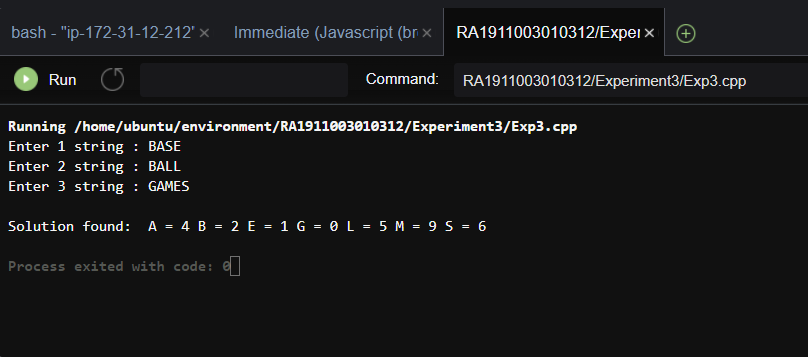 bash - "ip-172-31-12-212" Immediate (Javascript (br RA1911003010312/Exper
Run Command: RA1911003010312/Experiment3/Exp3.cpp
Running /home/ubuntu/environment/RA1911003010312/Experiment3/Exp3.cpp
Enter 1 string : BASE
Enter 2 string : BALL
Enter 3 string : GAMES
Solution found:  A = 4 B = 2 E = 1 G = 0 L = 5 M = 9 S = 6
Process exited with code: 0